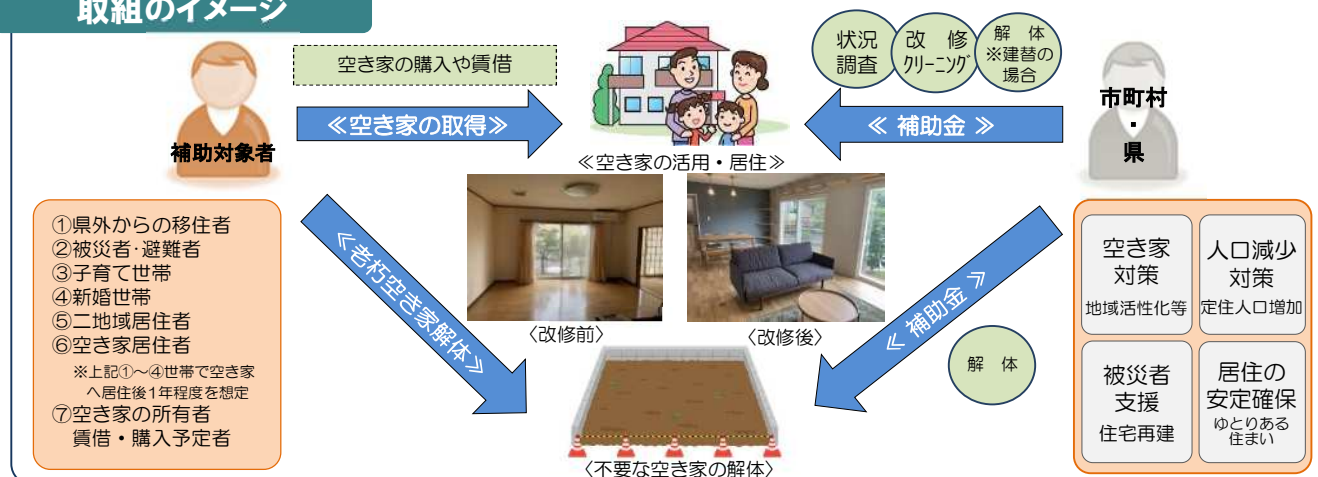 取組のイメージ
補助対象者
空き家の購入や賃借
≪空き家の取得≫
≪空き家の活用・居住≫
状況
調査
改　修
クリーニング
解　体
※建替の
場合
≪ 補助金 ≫
市町村
・
県
①県外からの移住者
②被災者･避難者
③子育て世帯
④新婚世帯
⑤二地域居住者
⑥空き家居住者
※上記①～④世帯で空き家
へ居住後1年程度を想定
⑦空き家の所有者
賃借・購入予定者
≪老朽空き家解体≫
〈改修前〉
〈改修後〉
≪ 補助金 ≫
解　体
〈不要な空き家の解体〉
空き家
対策
地域活性化等
人口減少
対策
定住人口増加
被災者
支援
住宅再建
居住の
安定確保
ゆとりある
住まい